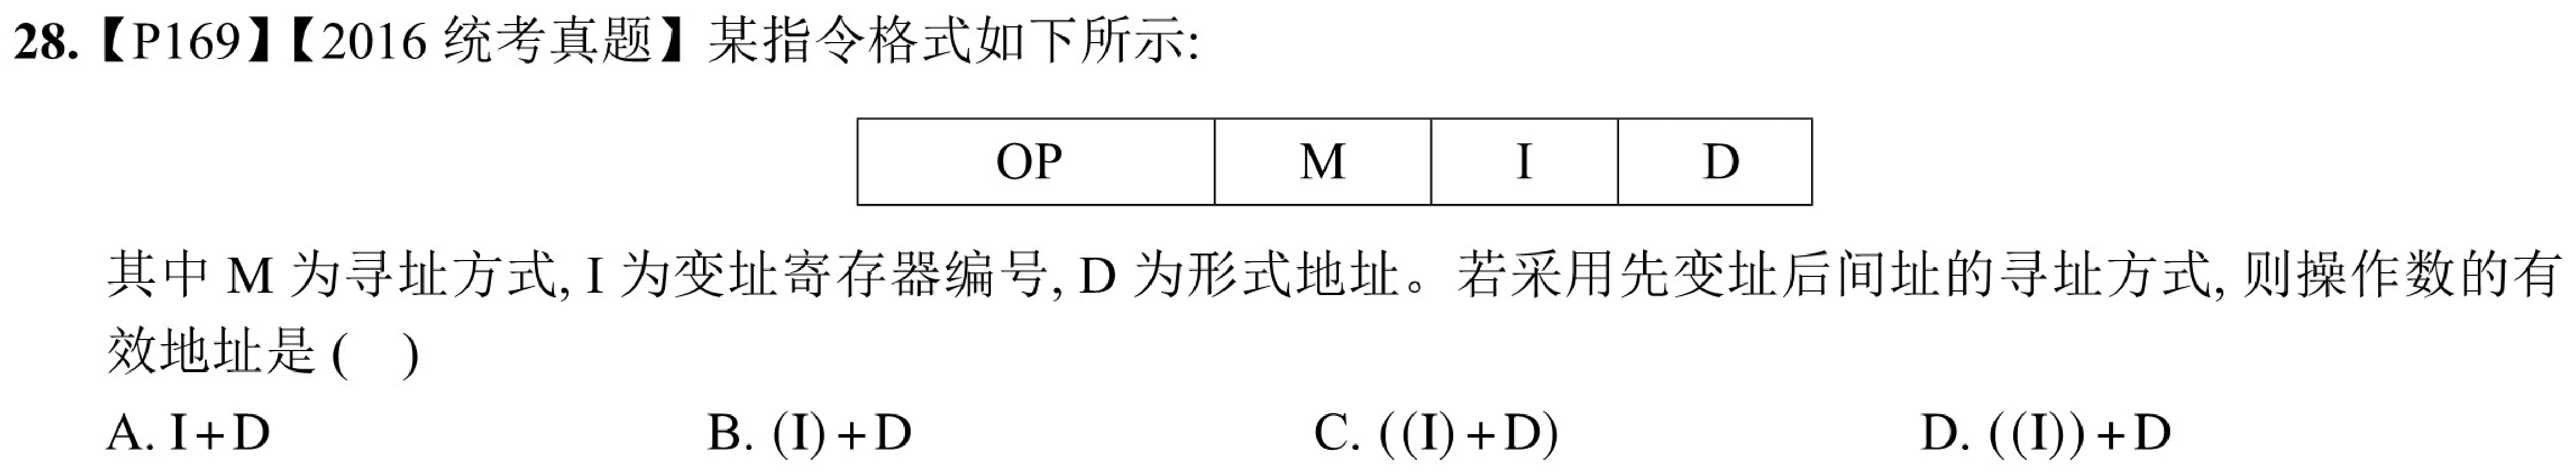 28.【P169】【2016 统考真题】某指令格式如下所示:
OP M I D
其中 M 为寻址方式, I 为变址寄存器编号, D 为形式地址。若采用先变址后间址的寻址方式, 则操作数的有
效地址是 ( )
A. I+D B. (I)+D C. ((I)+D) D. ((I))+D